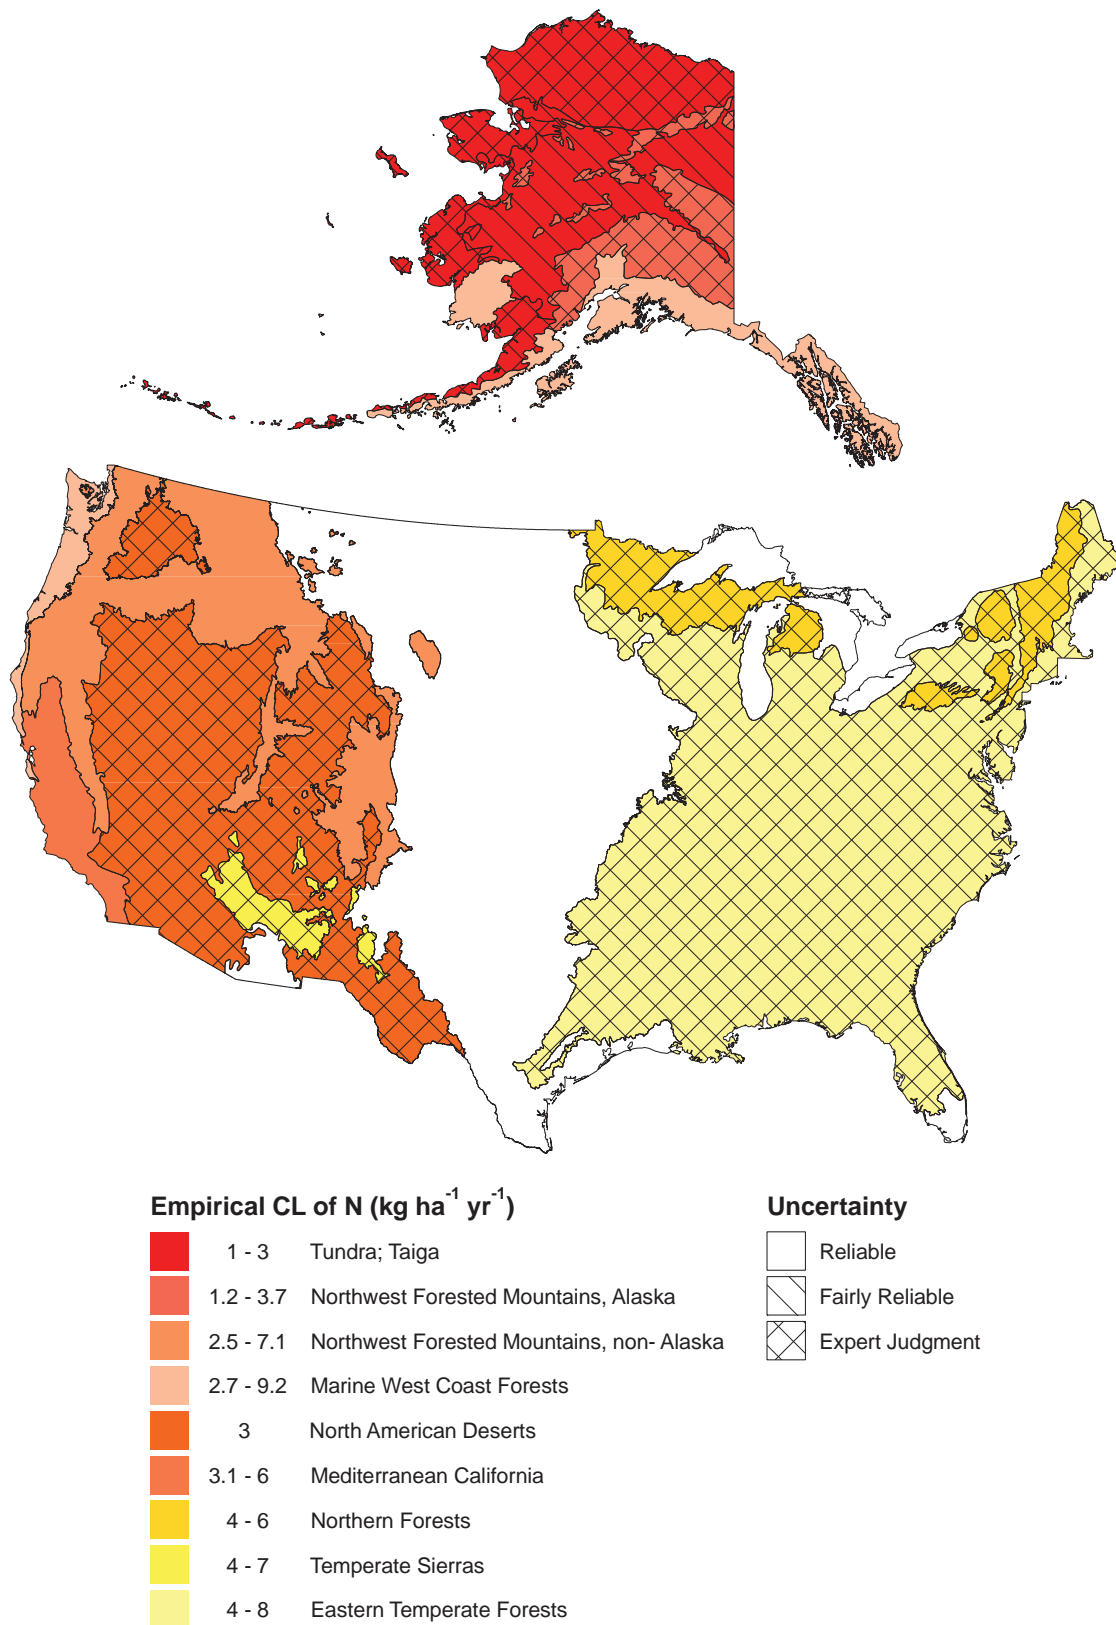 Empirical CL of N (kg ha-1 yr-1)
1 - 3 Tundra; Taiga
1.2 - 3.7 Northwest Forested Mountains, Alaska
2.5 - 7.1 Northwest Forested Mountains, non- Alaska
2.7 - 9.2 Marine West Coast Forests
3 North American Deserts
3.1 - 6 Mediterranean California
4 - 6 Northern Forests
4 - 7 Temperate Sierras
4 - 8 Eastern Temperate Forests
Uncertainty
Reliable
Fairly Reliable
Expert Judgment